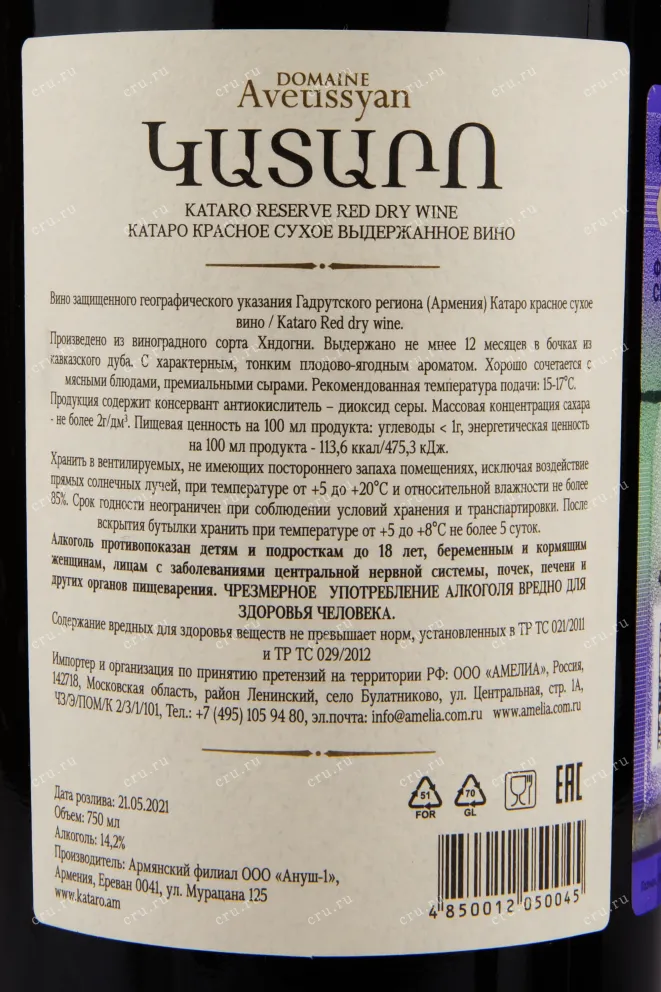 DOMAINE
Avetissyan
ԿԱՏԱՐՈ
KATARO RESERVE RED DRY WINE
КАТАРО КРАСНОЕ СУХОЕ ВЫДЕРЖАННОЕ ВИНО
Вино защищенного географического указания Гадрутского региона (Армения) Катаро красное сухое
вино / Kataro Red dry wine.
Произведено из виноградного сорта Хндогни. Выдержано не мнее 12 месяцев в бочках из
кавказского дуба. С характерным, тонким плодово-ягодным ароматом. Хорошо сочетается с
мясными блюдами, премиальными сырами. Рекомендованная температура подачи: 15-17°С.
Продукция содержит консервант антиокислитель – диоксид серы. Массовая концентрация сахара
- не более 2г/дм³. Пищевая ценность на 100 мл продукта: углеводы < 1г, энергетическая ценность
на 100 мл продукта - 113,6 ккал/475,3 кДж.
Хранить в вентилируемых, не имеющих постороннего запаха помещениях, исключая воздействие
прямых солнечных лучей, при температуре от +5 до +20°С и относительной влажности не более
85%. Срок годности неограничен при соблюдении условий хранения и транспартировки. После
вскрытия бутылки хранить при температуре от +5 до +8°С не более 5 суток.
Алкоголь противопоказан детям и подросткам до 18 лет, беременным и кормящим
женщинам, лицам с заболеваниями центральной нервной системы, почек, печени и
других органов пищеварения. ЧРЕЗМЕРНОЕ УПОТРЕБЛЕНИЕ АЛКОГОЛЯ ВРЕДНО ДЛЯ
ЗДОРОВЬЯ ЧЕЛОВЕКА.
Содержание вредных для здоровья веществ не превышает норм, установленных в ТР ТС 021/2011
и ТР ТС 029/2012
Импортер и организация по принятию претензий на территории РФ: ООО «АМЕЛИА», Россия,
142718, Московская область, район Ленинский, село Булатниково, ул. Центральная, стр. 1А,
ЧЗ/Э/ПОМ/К 2/3/1/101, Тел.: +7 (495) 105 94 80, эл.почта: info@amelia.com.ru www.amelia.com.ru
Дата розлива: 21.05.2021
Объем: 750 мл
Алкоголь: 14,2%
Производитель: Армянский филиал ООО «Ануш-1»,
Армения, Ереван 0041, ул. Мурацана 125
www.kataro.am
51
FOR
70
GL
EAC
4 850012 050045
cru.ru